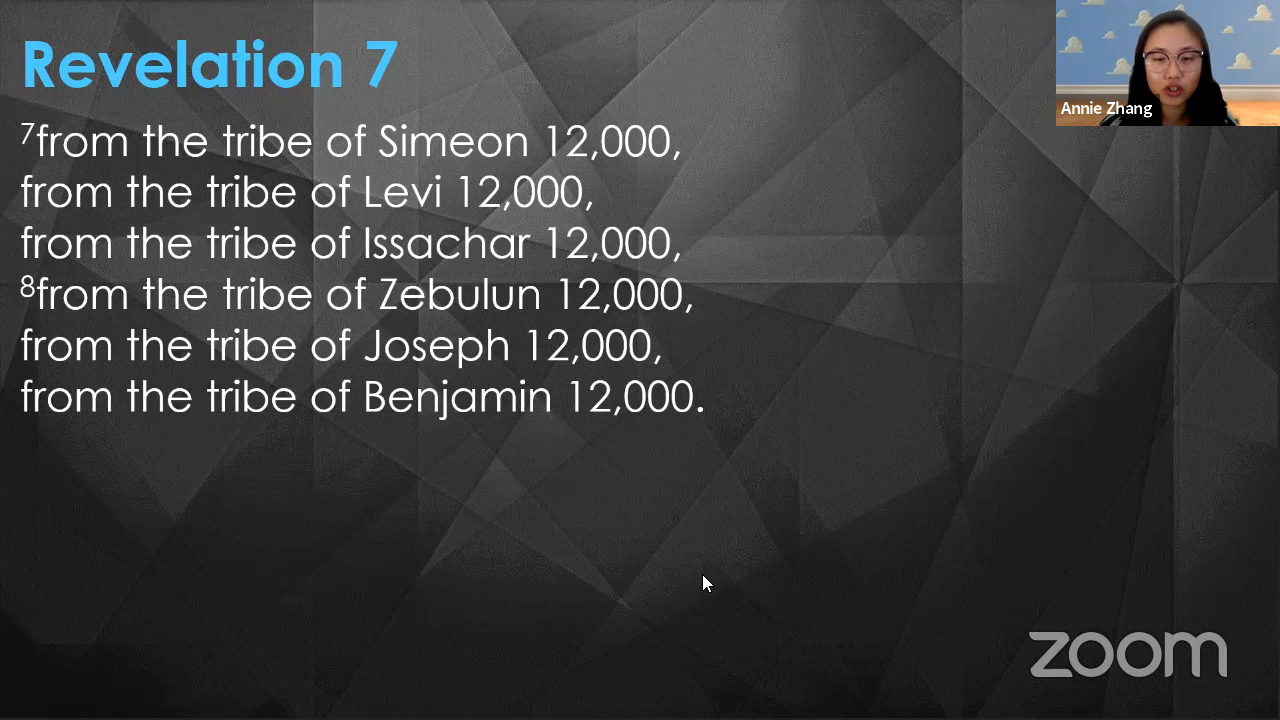 Revelation 7
Annie Zhang
⁷from the tribe of Simeon 12,000,
from the tribe of Levi 12,000,
from the tribe of Issachar 12,000,
⁸from the tribe of Zebulun 12,000,
from the tribe of Joseph 12,000,
from the tribe of Benjamin 12,000.
zoom